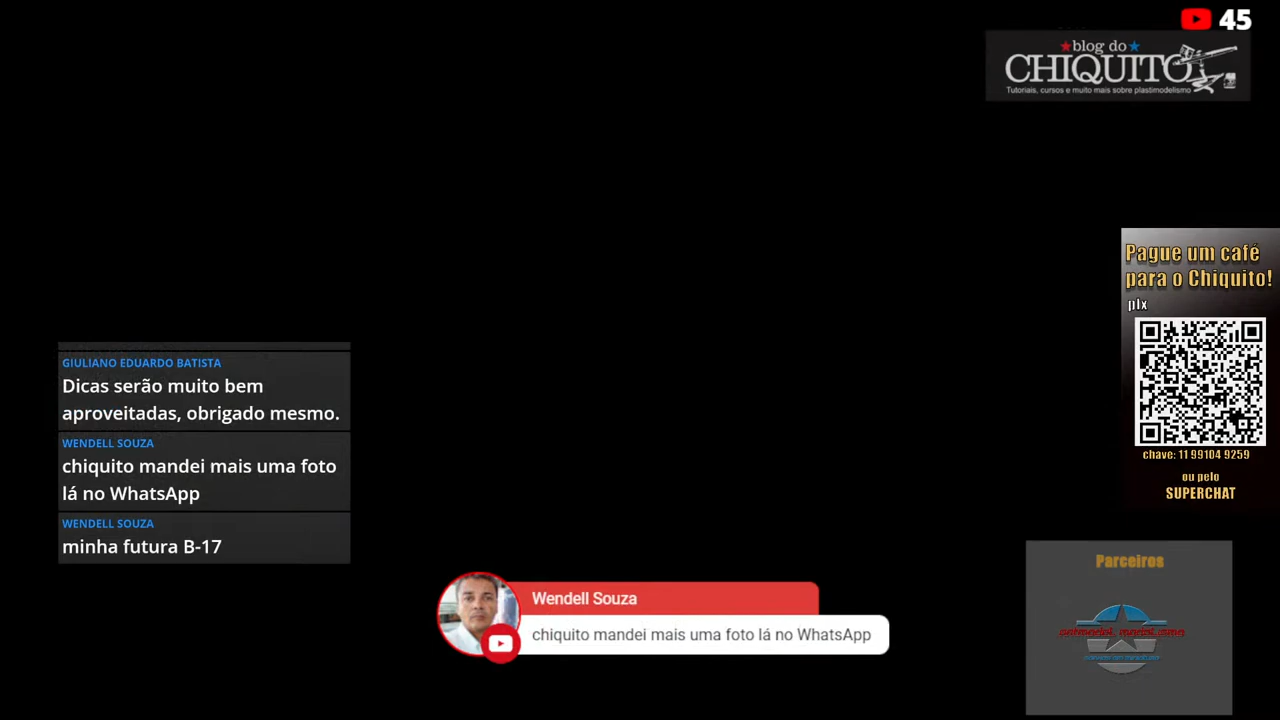 45
blog do
CHIQUITO
Tutoriais, cursos e muito mais sobre plastimodelismo
Pague um café
para o Chiquito!
pix
chave: 11 99104 9259
ou pelo
SUPERCHAT
GIULIANO EDUARDO BATISTA
Dicas serão muito bem
aproveitadas, obrigado mesmo.
WENDELL SOUZA
chiquito mandei mais uma foto
lá no WhatsApp
WENDELL SOUZA
minha futura B-17
Wendell Souza
chiquito mandei mais uma foto lá no WhatsApp
Parceiros